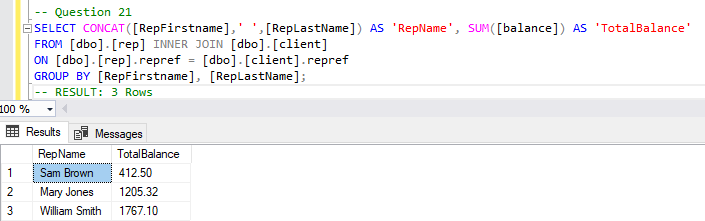 -- Question 21
SELECT CONCAT([RepFirstname],' ',[RepLastName]) AS 'RepName', SUM([balance]) AS 'TotalBalance'
FROM [dbo].[rep] INNER JOIN [dbo].[client]
ON [dbo].[rep].repref = [dbo].[client].repref
GROUP BY [RepFirstname], [RepLastName];
-- RESULT: 3 Rows
100 %
Results Messages
RepName TotalBalance
1 Sam Brown 412.50
2 Mary Jones 1205.32
3 William Smith 1767.10